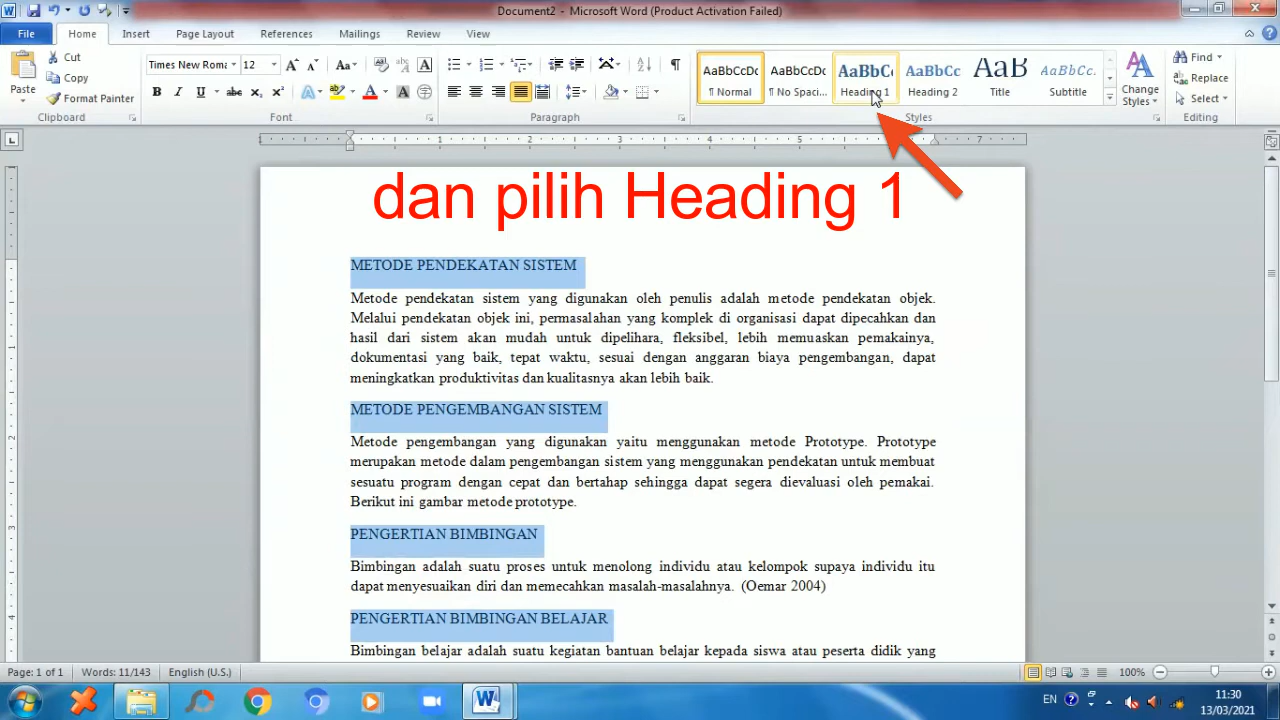 Document2 - Microsoft Word (Product Activation Failed)
File Home Insert Page Layout References Mailings Review View
Paste
Cut
Copy
Format Painter
Clipboard
Times New Roma 12
Font
Paragraph
AaBbCcDc AaBbCcDc AaBbC AaBbCc AaB AaBbCc.
¶ Normal ¶ No Spaci... Heading 1 Heading 2 Title Subtitle
Styles
Change
Styles
Find
Replace
Select
Editing
dan pilih Heading 1
METODE PENDEKATAN SISTEM
Metode pendekatan sistem yang digunakan oleh penulis adalah metode pendekatan objek.
Melalui pendekatan objek ini, permasalahan yang komplek di organisasi dapat dipecahkan dan
hasil dari sistem akan mudah untuk dipelihara, fleksibel, lebih memuaskan pemakainya,
dokumentasi yang baik, tepat waktu, sesuai dengan anggaran biaya pengembangan, dapat
meningkatkan produktivitas dan kualitasnya akan lebih baik.
METODE PENGEMBANGAN SISTEM
Metode pengembangan yang digunakan yaitu menggunakan metode Prototype. Prototype
merupakan metode dalam pengembangan sistem yang menggunakan pendekatan untuk membuat
sesuatu program dengan cepat dan bertahap sehingga dapat segera dievaluasi oleh pemakai.
Berikut ini gambar metode prototype.
PENGERTIAN BIMBINGAN
Bimbingan adalah suatu proses untuk menolong individu atau kelompok supaya individu itu
dapat menyesuaikan diri dan memecahkan masalah-masalahnya. (Oemar 2004)
PENGERTIAN BIMBINGAN BELAJAR
Bimbingan belajar adalah suatu kegiatan bantuan belajar kepada siswa atau peserta didik yang
Page: 1 of 1 Words: 11/143 English (U.S.) 100%
EN 11:30
13/03/2021